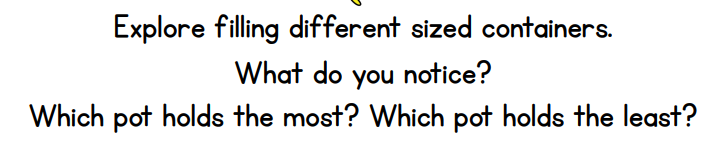 Explore filling different sized containers.
What do you notice?
Which pot holds the most? Which pot holds the least?